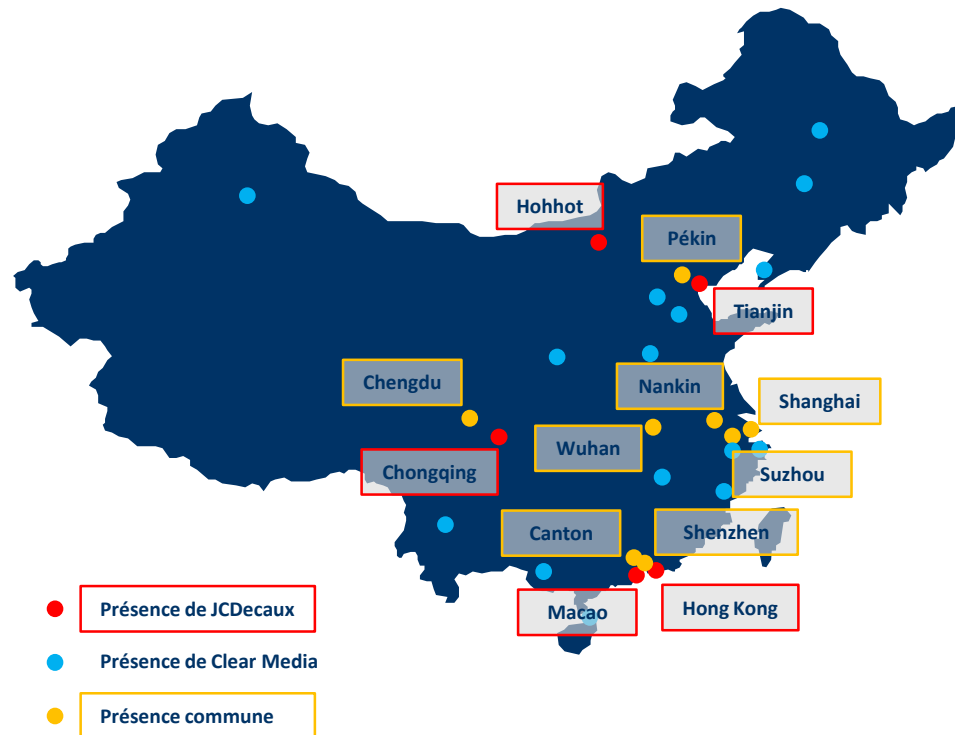 Hohhot
Pékin
Tianjin
Chengdu
Nankin
Shanghai
Wuhan
Chongqing
Suzhou
Canton
Shenzhen
Macao
Hong Kong
Présence de JCDecaux
Présence de Clear Media
Présence commune